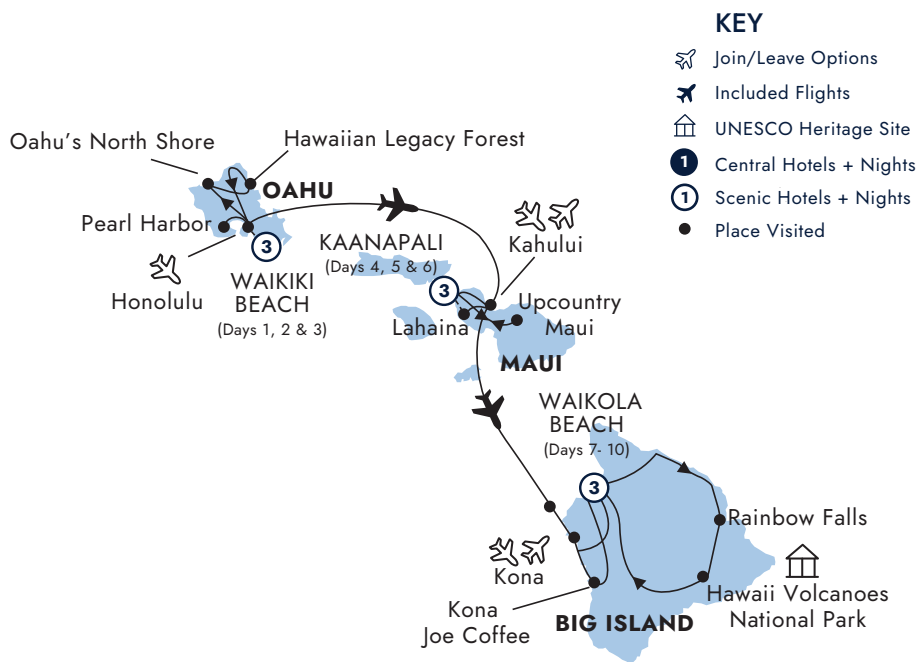 KEY
Join/Leave Options
Included Flights
UNESCO Heritage Site
1 Central Hotels + Nights
1 Scenic Hotels + Nights
Place Visited
Oahu's North Shore
Hawaiian Legacy Forest
OAHU
Pearl Harbor
3
Honolulu
WAIKIKI
BEACH
(Days 1, 2 & 3)
KAANAPALI
(Days 4, 5 & 6)
Kahului
3
Lahaina
Upcountry
Maui
MAUI
WAIKOLA
BEACH
(Days 7- 10)
3
Rainbow Falls
Kona
Hawaii Volcanoes
National Park
Kona
Joe Coffee
BIG ISLAND